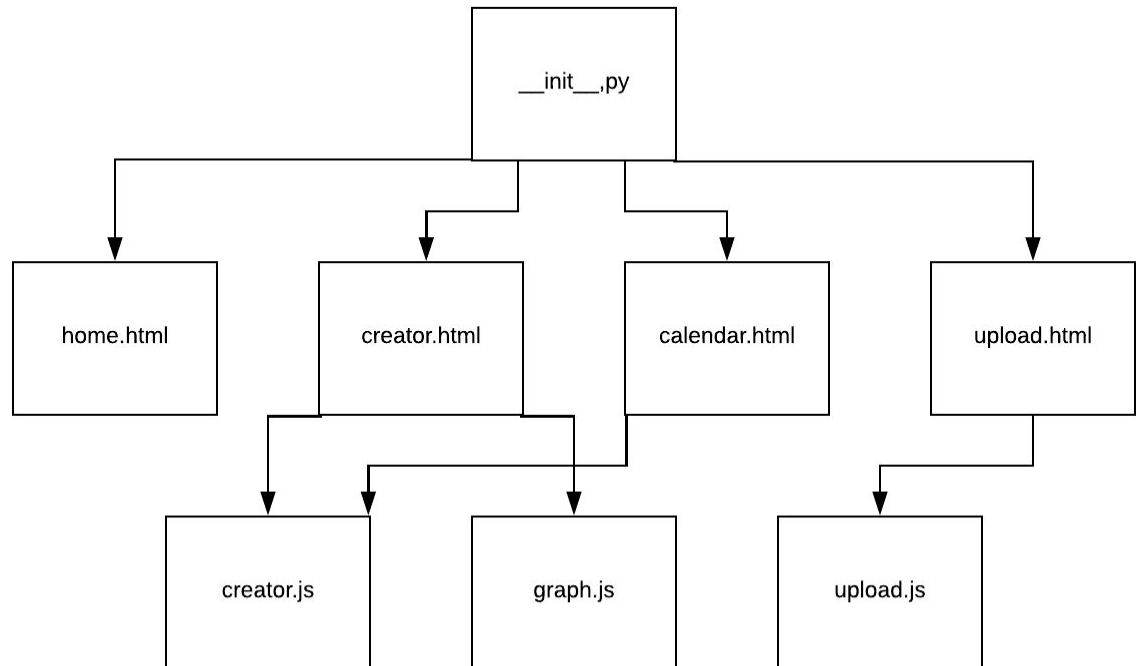 __init__,py
home.html
creator.html
calendar.html
upload.html
creator.js
graph.js
upload.js